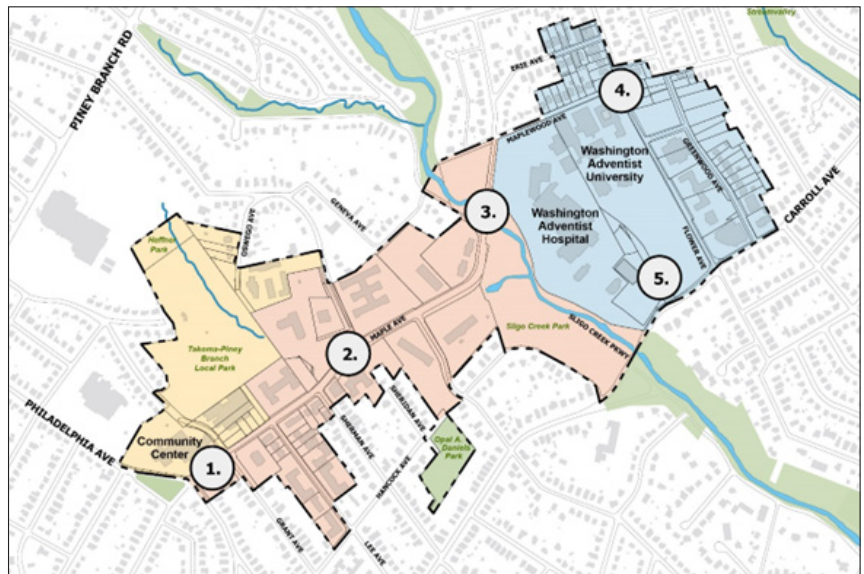 Streamvalley
PINEY BRANCH RD
ERIE AVE
4.
MAPLEWOOD AVE
Washington
Adventist
University
GREENWOOD AVE
CARROLL AVE
GENEVA AVE
3.
Washington
Adventist
Hospital
FLOWER AVE
Heffner
Park
OSWEGO AVE
5.
MAPLE AVE
Sligo Creek Park
SLIGO CREEK PKWY
2.
Takoma-Piney
Branch
Local Park
PHILADELPHIA AVE
SHERIDAN AVE
SHERMAN AVE
Community
Center
1.
Opal A.
Daniels
Park
HANCOCK AVE
GRANT AVE
LEE AVE